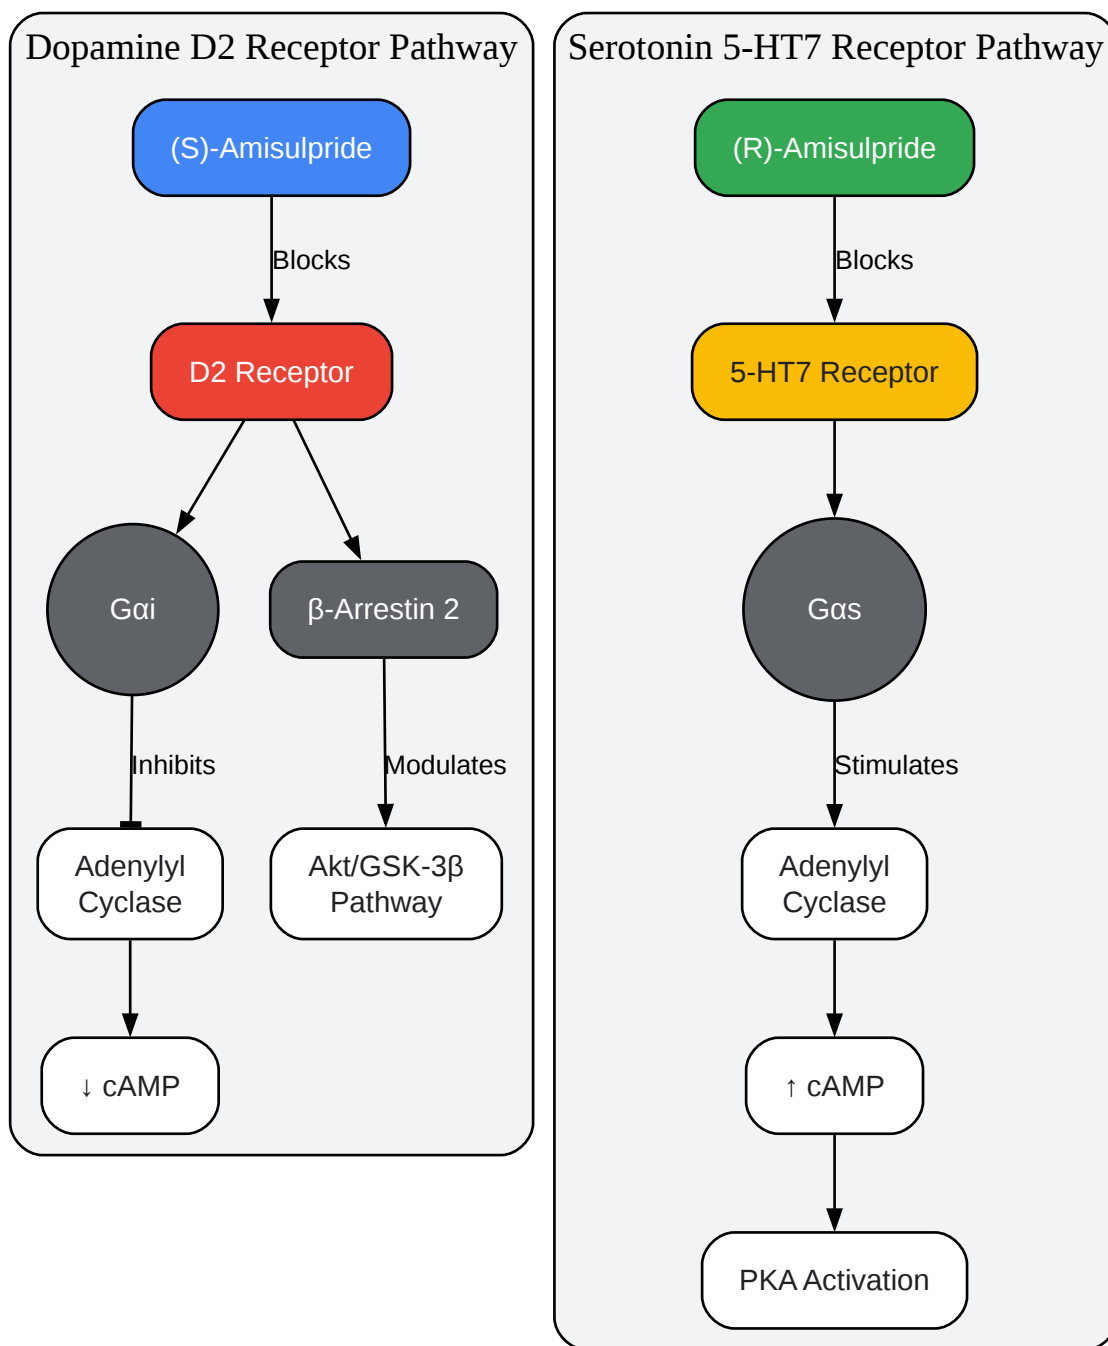 Dopamine D2 Receptor Pathway
(S)-Amisulpride
Blocks
D2 Receptor
Gαi
β-Arrestin 2
Inhibits
Modulates
Adenylyl
Cyclase
Akt/GSK-3β
Pathway
↓ cAMP
Serotonin 5-HT7 Receptor Pathway
(R)-Amisulpride
Blocks
5-HT7 Receptor
Gαs
Stimulates
Adenylyl
Cyclase
↑ cAMP
PKA Activation